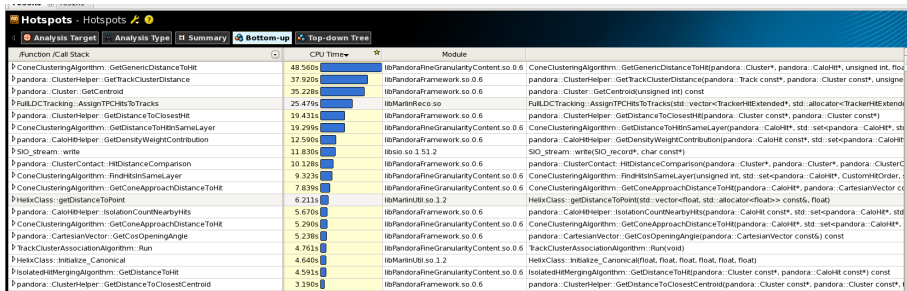 Hotspots - Hotspots
Analysis Target Analysis Type Summary Bottom-up Top-down Tree
/Function /Call Stack CPU Time Module
ConeClusteringAlgorithm::GetGenericDistanceToHit 48.560s libPandoraFineGranularityContent.so.0.6 ConeClusteringAlgorithm::GetGenericDistanceToHit(pandora::Cluster*, pandora::CaloHit*, unsigned int, floa
pandora::ClusterHelper::GetTrackClusterDistance 37.920s libPandoraFramework.so.0.6 pandora::ClusterHelper::GetTrackClusterDistance(pandora::Track const*, pandora::Cluster const*, unsigne
pandora::Cluster::GetCentroid 35.228s libPandoraFramework.so.0.6 pandora::Cluster::GetCentroid(unsigned int) const
FullLDCTracking::AssignTPCHitsToTracks 25.479s libMarlinReco.so FullLDCTracking::AssignTPCHitsToTracks(std::vector<TrackerHitExtended*, std::allocator<TrackerHitExtende
pandora::ClusterHelper::GetDistanceToClosestHit 19.431s libPandoraFramework.so.0.6 pandora::ClusterHelper::GetDistanceToClosestHit(pandora::Cluster const*, pandora::Cluster const*)
ConeClusteringAlgorithm::GetDistanceToHitInSameLayer 19.299s libPandoraFineGranularityContent.so.0.6 ConeClusteringAlgorithm::GetDistanceToHitInSameLayer(pandora::CaloHit*, std::set<pandora::CaloHit*, st
pandora::CaloHitHelper::GetDensityWeightContribution 12.590s libPandoraFramework.so.0.6 pandora::CaloHitHelper::GetDensityWeightContribution(pandora::CaloHit const*, std::set<pandora::CaloHit*
SIO_stream::write 11.830s libsio.so.1.51.2 SIO_stream::write(SIO_record*, char const*)
pandora::ClusterContact::HitDistanceComparison 10.128s libPandoraFramework.so.0.6 pandora::ClusterContact::HitDistanceComparison(pandora::Cluster*, pandora::Cluster*, pandora::ClusterC
ConeClusteringAlgorithm::FindHitsInSameLayer 9.323s libPandoraFineGranularityContent.so.0.6 ConeClusteringAlgorithm::FindHitsInSameLayer(unsigned int, std::set<pandora::CaloHit*, CustomHitOrder, s
ConeClusteringAlgorithm::GetConeApproachDistanceToHit 7.839s libPandoraFineGranularityContent.so.0.6 ConeClusteringAlgorithm::GetConeApproachDistanceToHit(pandora::CaloHit*, pandora::CartesianVector co
HelixClass::getDistanceToPoint 6.211s libMarlinUtil.so.1.2 HelixClass::getDistanceToPoint(std::vector<float, std::allocator<float>> const&, float)
pandora::CaloHitHelper::IsolationCountNearbyHits 5.670s libPandoraFramework.so.0.6 pandora::CaloHitHelper::IsolationCountNearbyHits(pandora::CaloHit const*, std::set<pandora::CaloHit*, std
ConeClusteringAlgorithm::GetConeApproachDistanceToHit 5.290s libPandoraFineGranularityContent.so.0.6 ConeClusteringAlgorithm::GetConeApproachDistanceToHit(pandora::CaloHit*, std::set<pandora::CaloHit*,
pandora::CartesianVector::GetCosOpeningAngle 5.238s libPandoraFramework.so.0.6 pandora::CartesianVector::GetCosOpeningAngle(pandora::CartesianVector const&) const
TrackClusterAssociationAlgorithm::Run 4.761s libPandoraFineGranularityContent.so.0.6 TrackClusterAssociationAlgorithm::Run(void)
HelixClass::Initialize_Canonical 4.640s libMarlinUtil.so.1.2 HelixClass::Initialize_Canonical(float, float, float, float, float, float)
IsolatedHitMergingAlgorithm::GetDistanceToHit 4.591s libPandoraFineGranularityContent.so.0.6 IsolatedHitMergingAlgorithm::GetDistanceToHit(pandora::Cluster const*, pandora::CaloHit const*) const
pandora::ClusterHelper::GetDistanceToClosestCentroid 3.190s libPandoraFramework.so.0.6 pandora::ClusterHelper::GetDistanceToClosestCentroid(pandora::Cluster const*, pandora::Cluster const*,